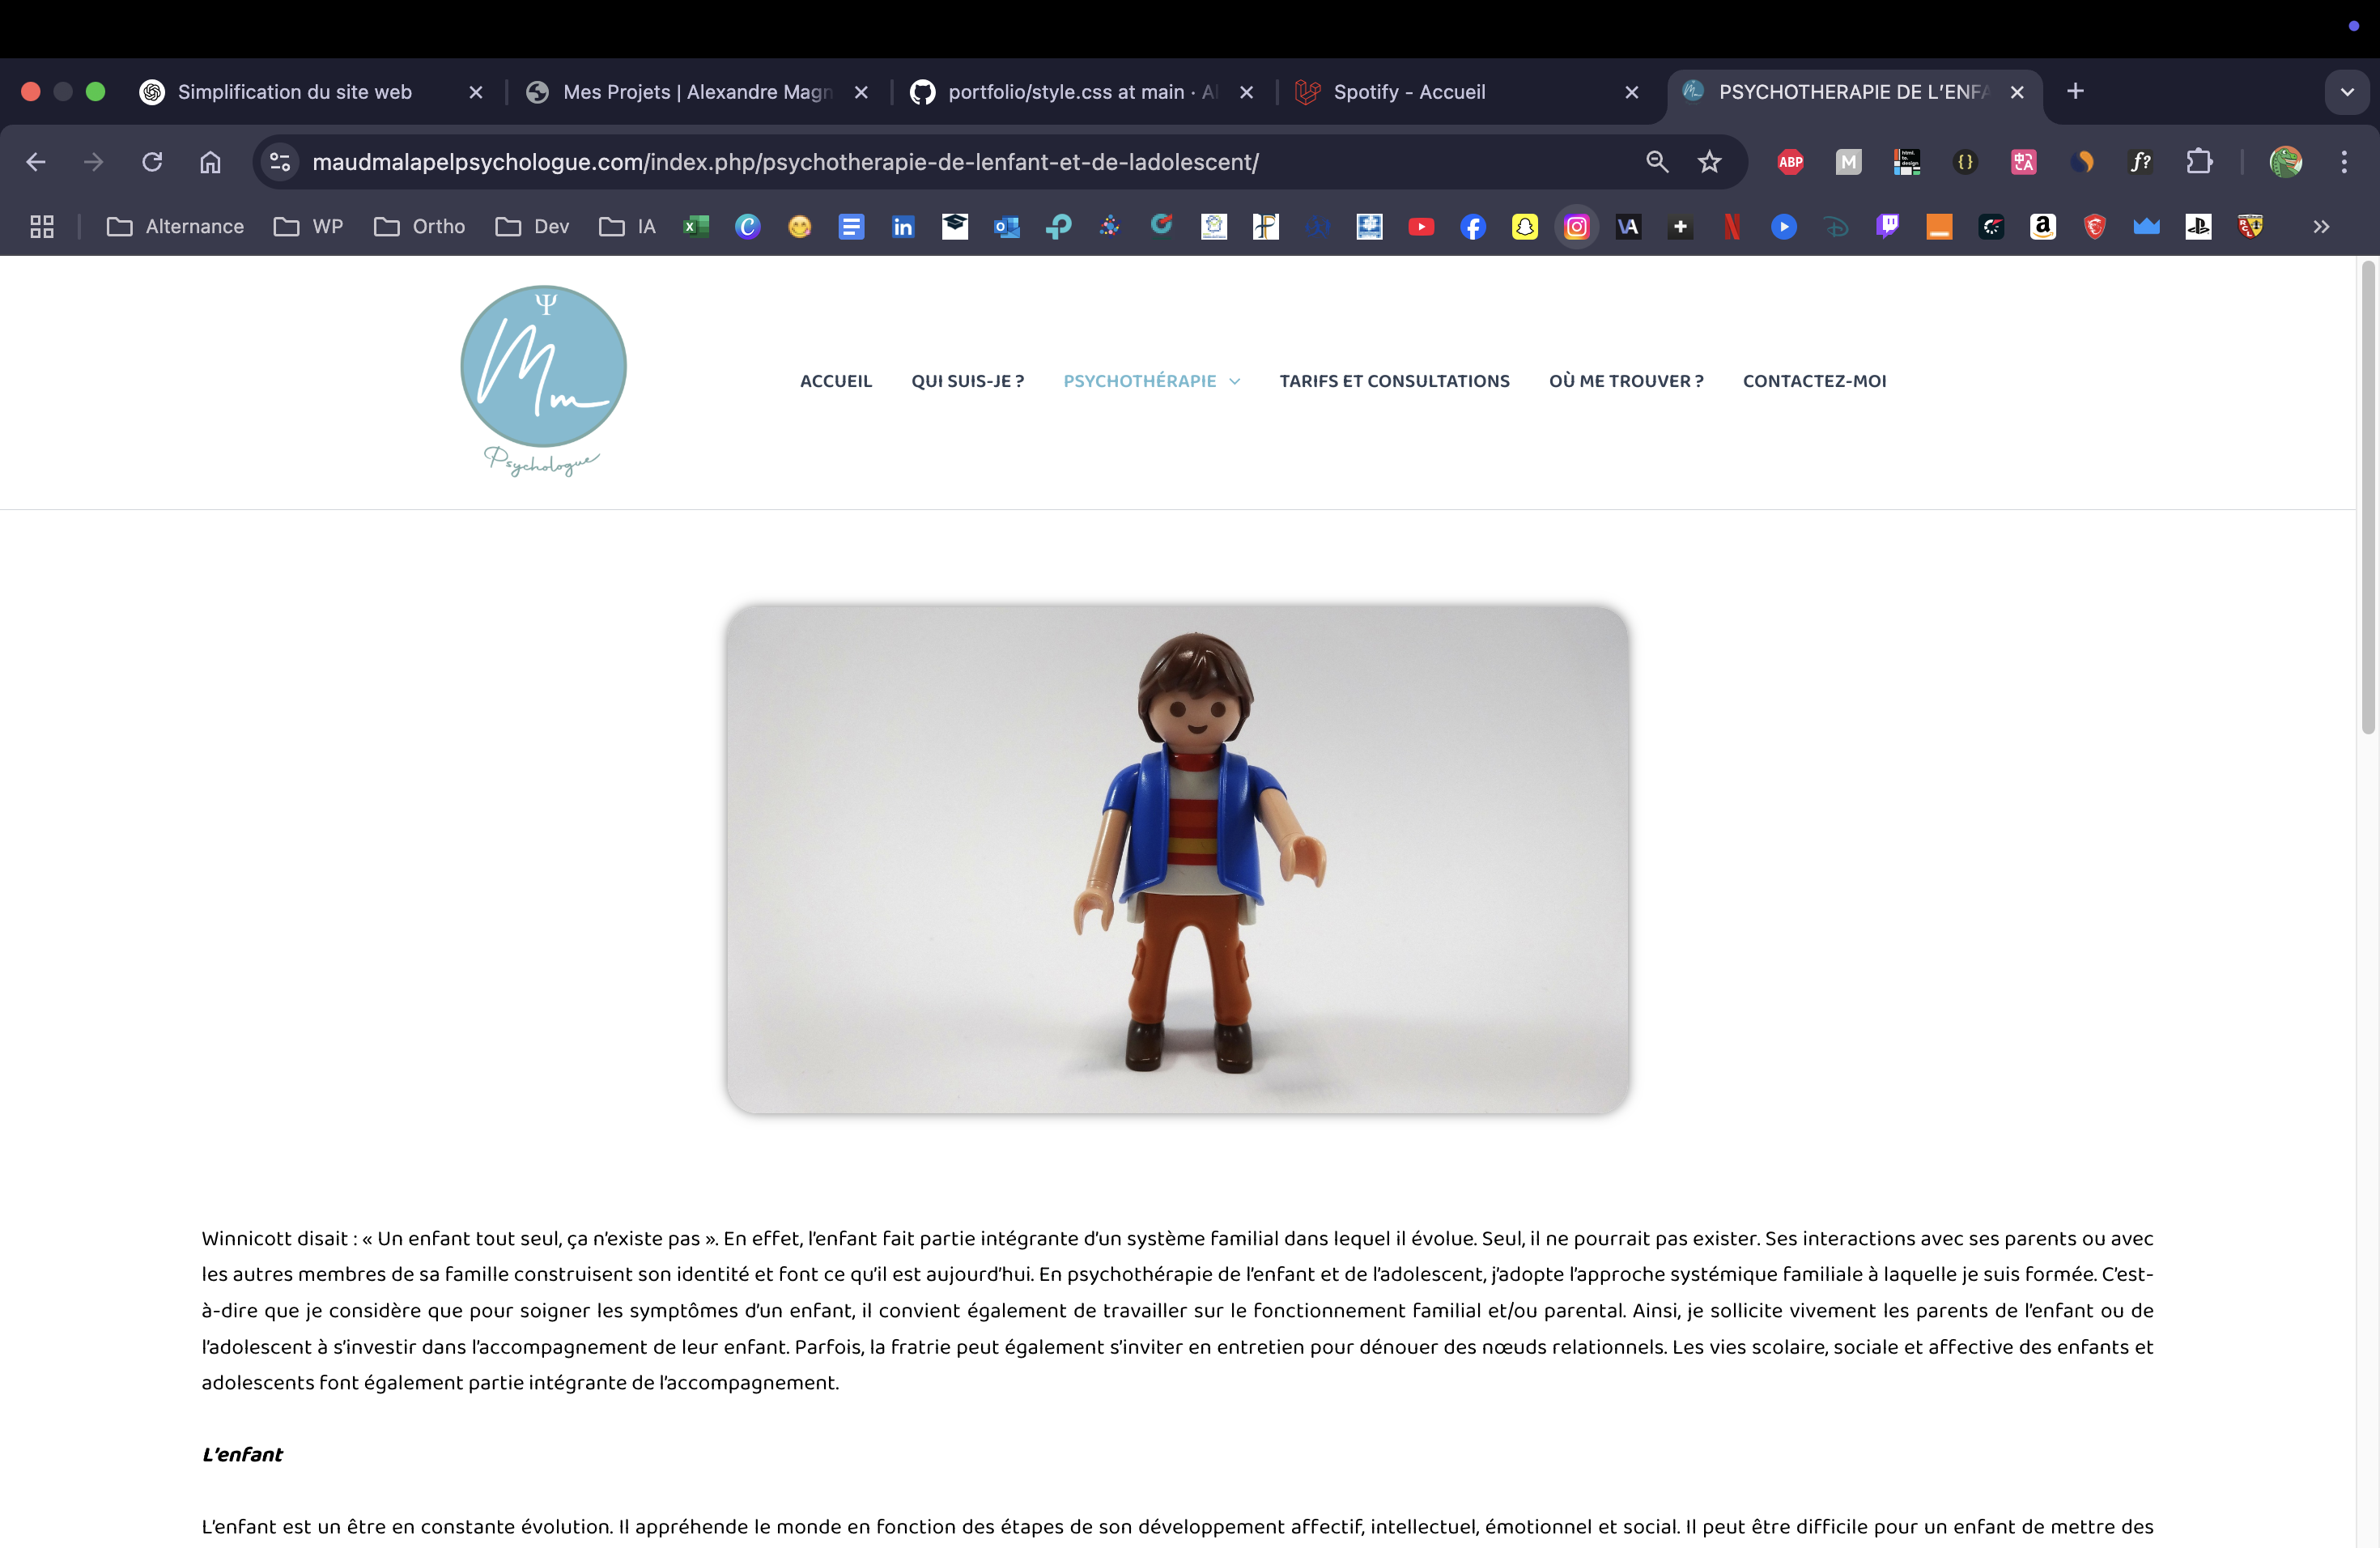 Simplification du site web
Mes Projets | Alexandre Magn
portfolio/style.css at main · Al
Spotify - Accueil
PSYCHOTHERAPIE DE L'ENFA
maudmalapelpsychologue.com/index.php/psychotherapie-de-lenfant-et-de-ladolescent/
ABP
M
f?
Alternance
WP
Ortho
Dev
IA
Ψ
Mm
Psychologue
ACCUEIL
QUI SUIS-JE ?
PSYCHOTHÉRAPIE
TARIFS ET CONSULTATIONS
OÙ ME TROUVER ?
CONTACTEZ-MOI
Winnicott disait : « Un enfant tout seul, ça n'existe pas ». En effet, l'enfant fait partie intégrante d'un système familial dans lequel il évolue. Seul, il ne pourrait pas exister. Ses interactions avec ses parents ou avec
les autres membres de sa famille construisent son identité et font ce qu'il est aujourd'hui. En psychothérapie de l'enfant et de l'adolescent, j'adopte l'approche systémique familiale à laquelle je suis formée. C'est-
à-dire que je considère que pour soigner les symptômes d'un enfant, il convient également de travailler sur le fonctionnement familial et/ou parental. Ainsi, je sollicite vivement les parents de l'enfant ou de
l'adolescent à s'investir dans l'accompagnement de leur enfant. Parfois, la fratrie peut également s'inviter en entretien pour dénouer des nœuds relationnels. Les vies scolaire, sociale et affective des enfants et
adolescents font également partie intégrante de l'accompagnement.
L'enfant
L'enfant est un être en constante évolution. Il appréhende le monde en fonction des étapes de son développement affectif, intellectuel, émotionnel et social. Il peut être difficile pour un enfant de mettre des